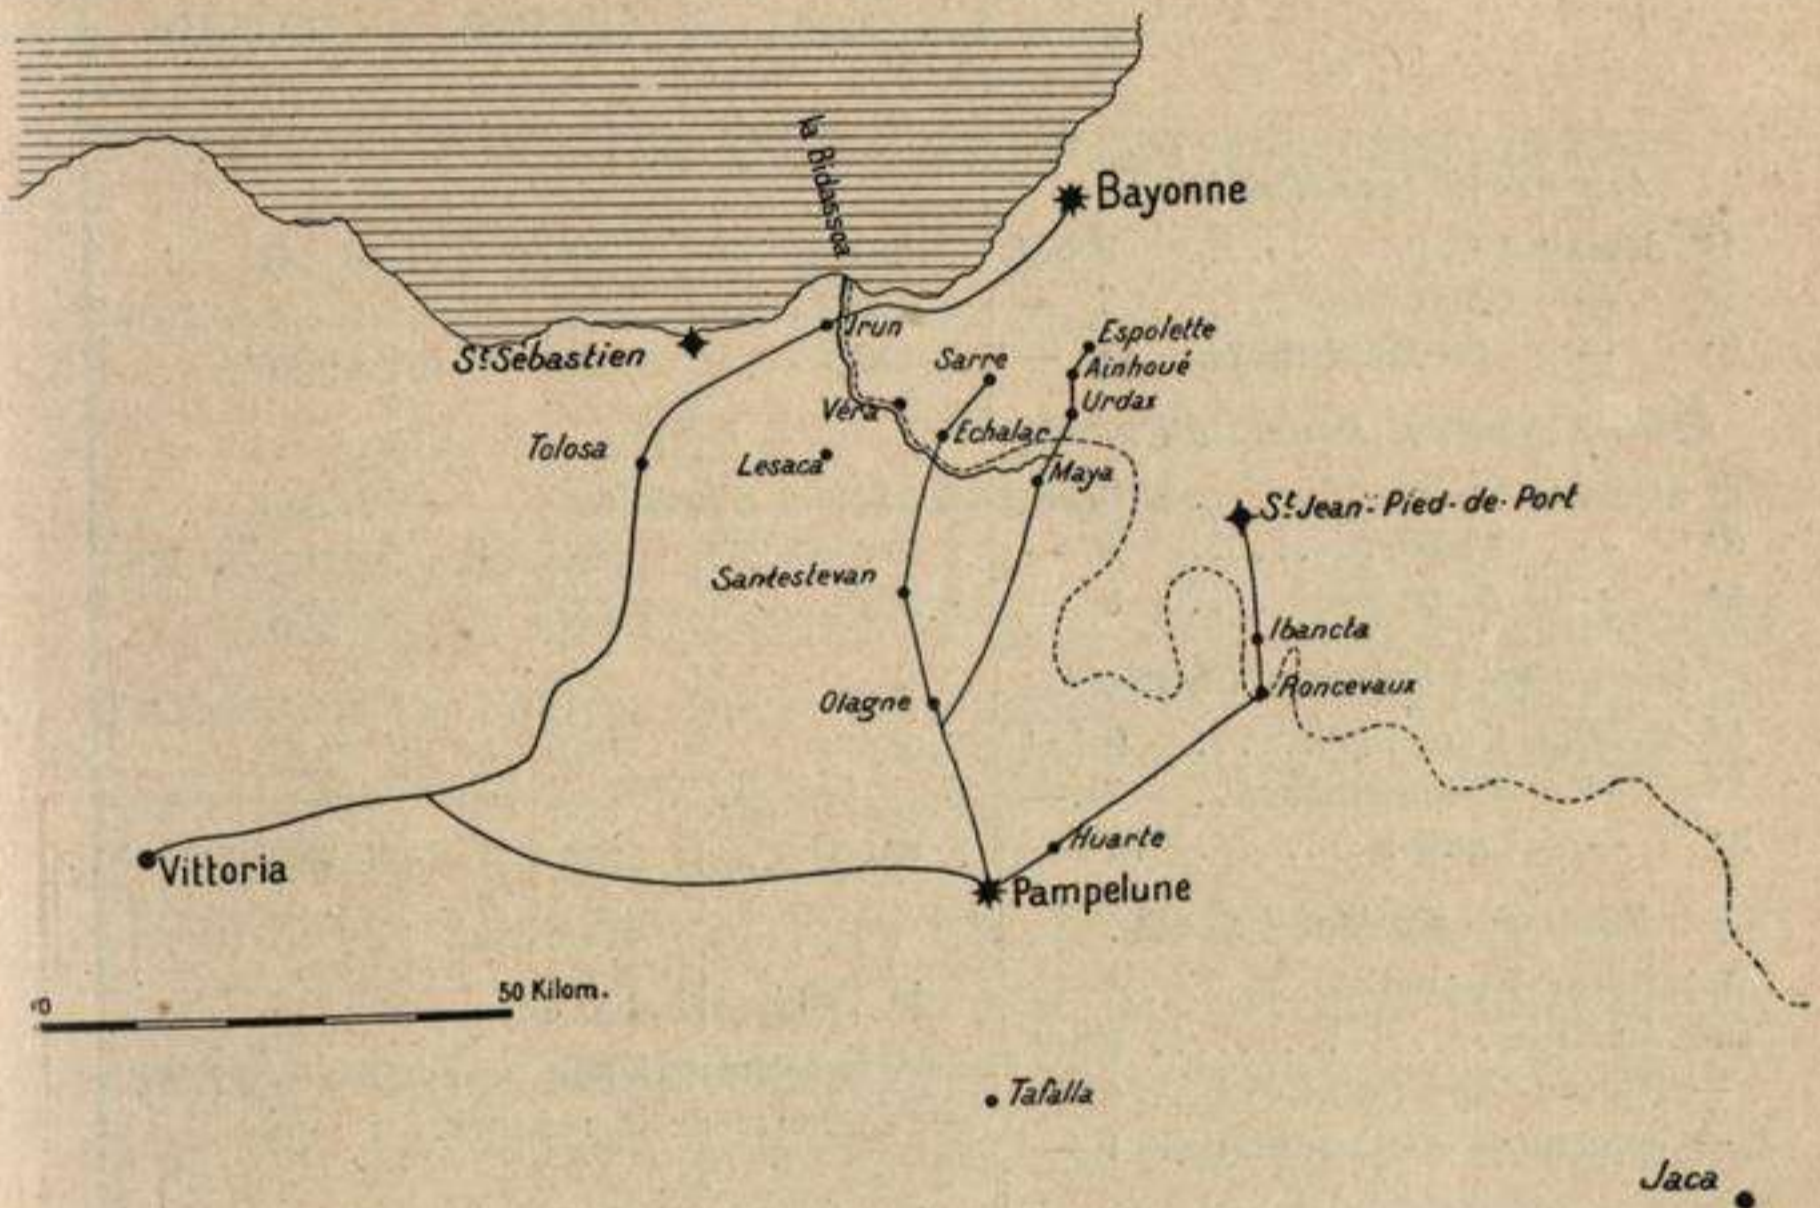 la Bidassoa
Bayonne
Irun
Espolette
St. Sébastien
Sarre
Ainhoué
Urdax
Véra
Echalac
Tolosa
Lesaca
Maya
St. Jean-Pied-de-Port
Santestevan
Ibancta
Roncevaux
Olagne
Huarte
Vittoria
Pampelune
0
50 Kilom.
Tafalla
Jaca